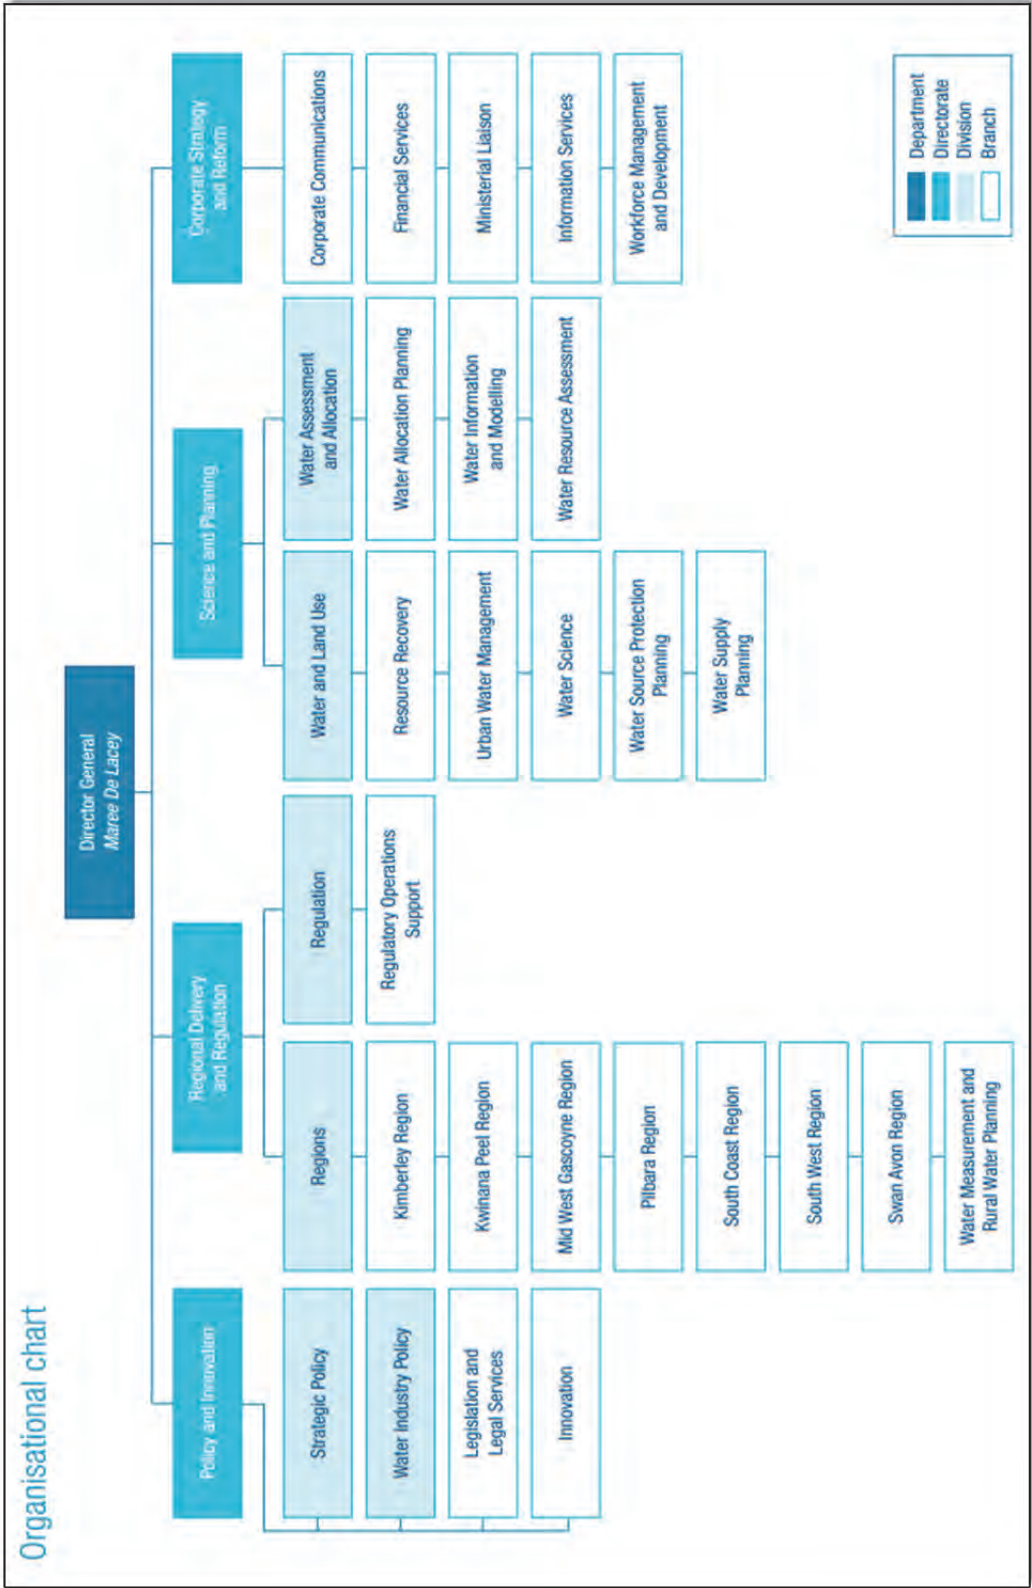 Organisational chart
Director General
Maree De Lacey
Policy and Innovation
Strategic Policy
Water Industry Policy
Legislation and
Legal Services
Innovation
Regional Delivery
and Regulation
Regions
Kimberley Region
Kwinana Peel Region
Mid West Gascoyne Region
Pilbara Region
South Coast Region
South West Region
Swan Avon Region
Water Measurement and
Rural Water Planning
Regulation
Regulatory Operations
Support
Science and Planning
Water and Land Use
Resource Recovery
Urban Water Management
Water Science
Water Source Protection
Planning
Water Supply
Planning
Water Assessment
and Allocation
Water Allocation Planning
Water Information
and Modelling
Water Resource Assessment
Corporate Strategy
and Reform
Corporate Communications
Financial Services
Ministerial Liaison
Information Services
Workforce Management
and Development
Department
Directorate
Division
Branch